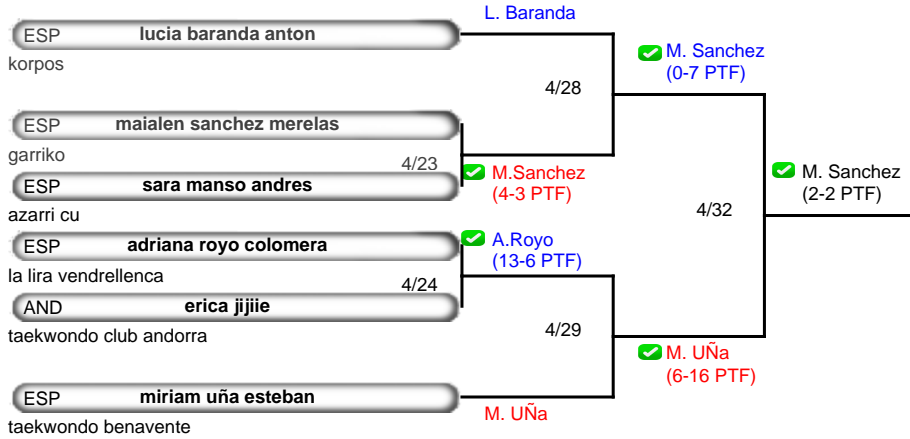 L. Baranda
ESP lucia baranda anton
korpos
M. Sanchez
(0-7 PTF)
4/28
ESP maialen sanchez merelas
garriko
4/23
M.Sanchez
(4-3 PTF)
ESP sara manso andres
azarri cu
M. Sanchez
(2-2 PTF)
4/32
ESP adriana royo colomera
la lira vendrellenca
A.Royo
(13-6 PTF)
4/24
AND erica jijiie
taekwondo club andorra
4/29
M. UÑa
(6-16 PTF)
ESP miriam uña esteban
taekwondo benavente
M. UÑa